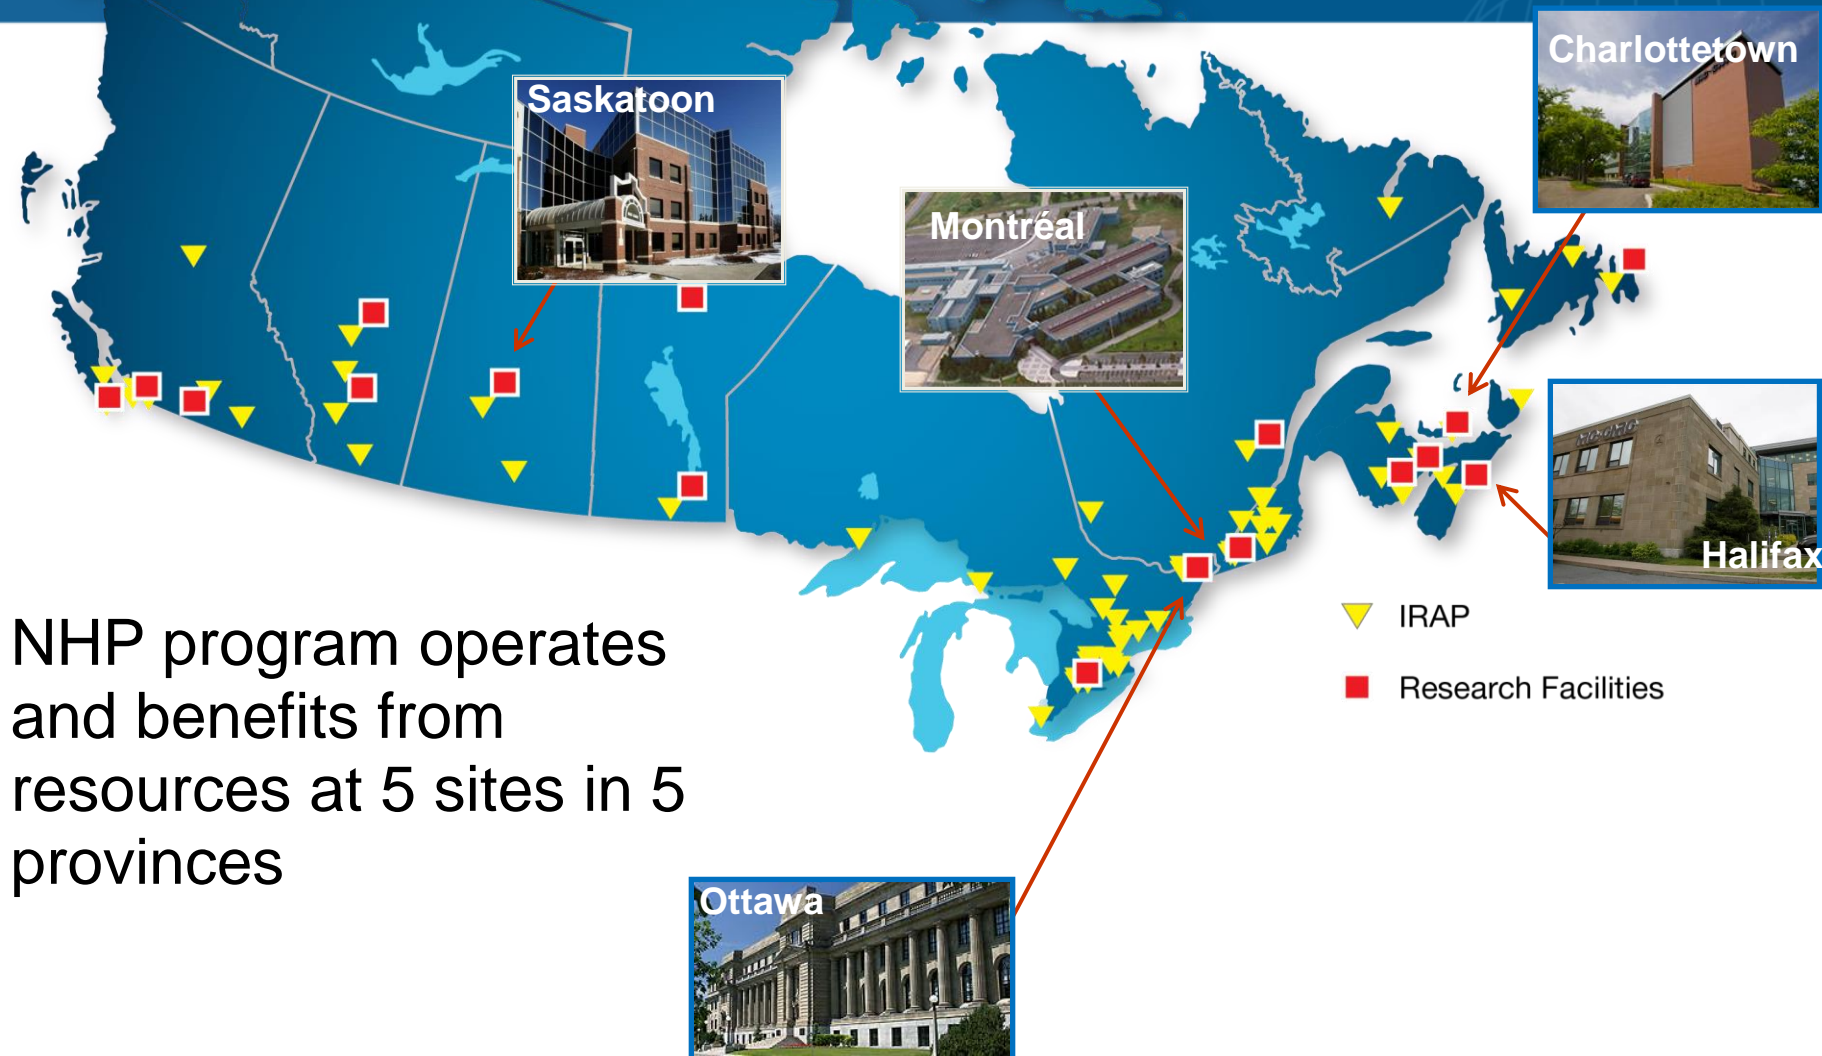 Charlottetown
Saskatoon
Montréal
Halifax
IRAP
Research Facilities
NHP program operates
and benefits from
resources at 5 sites in 5
provinces
Ottawa